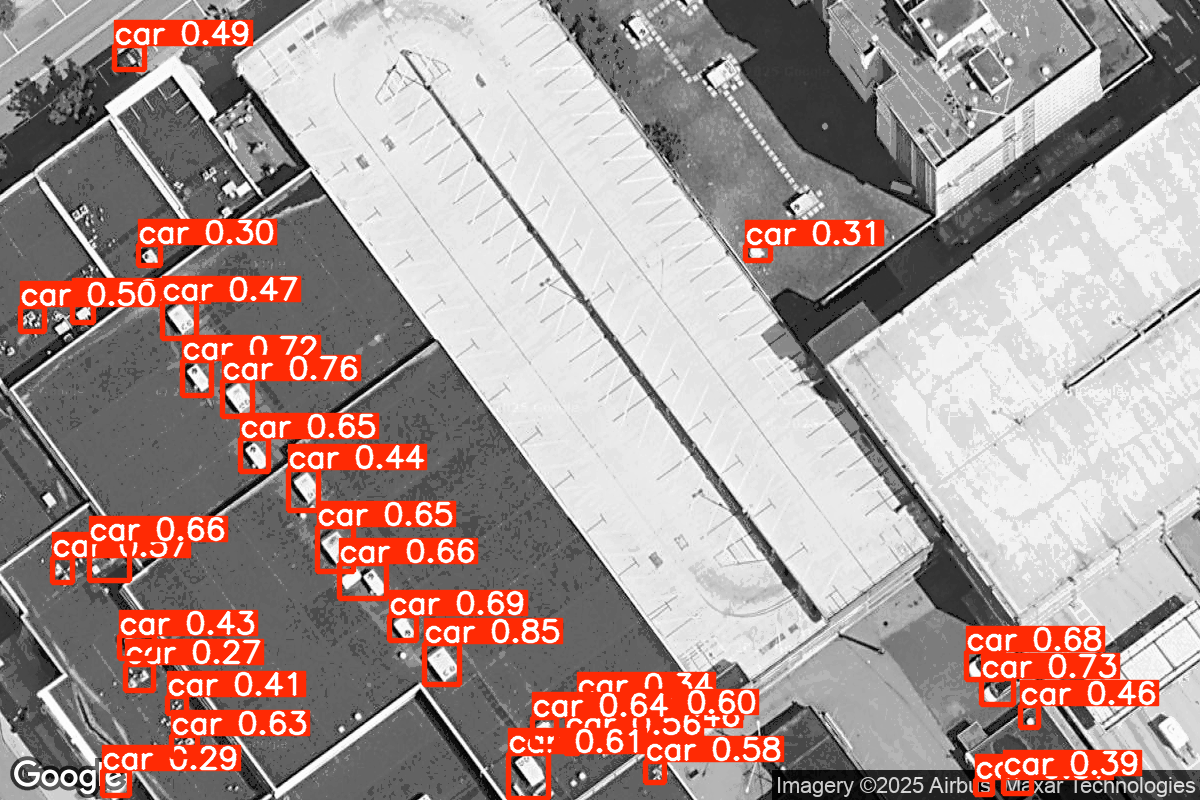 car 0.49
car 0.30
car 0.31
car 0.50
car 0.47
car 0.72
car 0.76
car 0.65
car 0.44
car 0.65
car 0.66
car 0.66
car 0.57
car 0.69
car 0.43
car 0.85
car 0.27
car 0.68
car 0.73
car 0.41
car 0.34
car 0.46
car 0.64
0.60
car 0.63
car 0.61
car 0.58
car 0.29
car 0.39
Google
Imagery ©2025 Airbus, Maxar Technologies